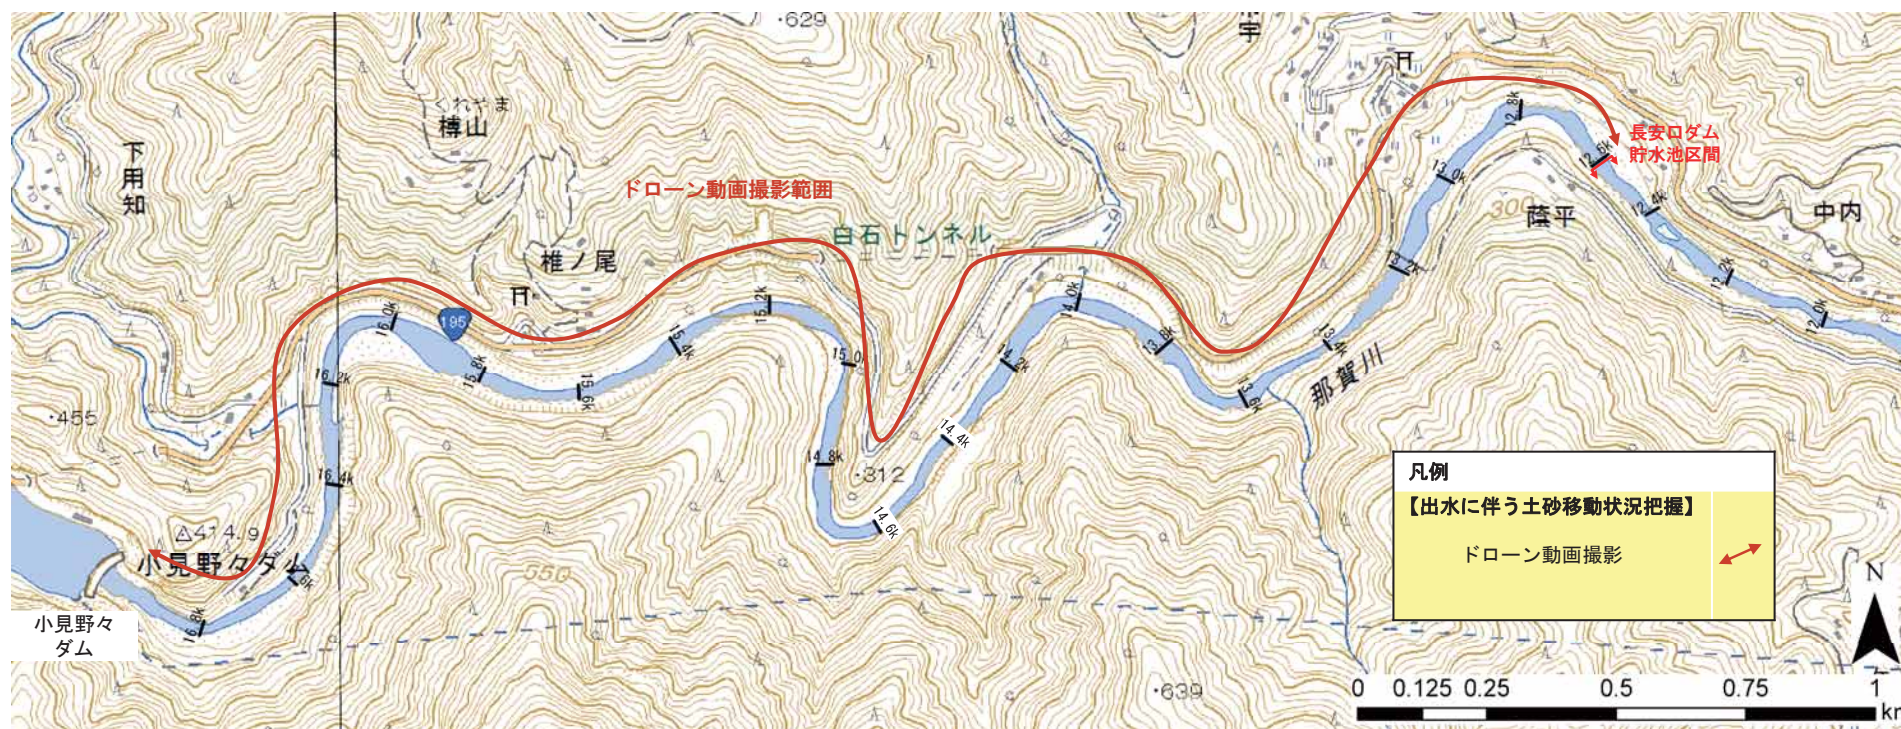 ・629
来
宇
くれやま
樽山
下用知
ドローン動画撮影範囲
白石トンネル
椎ノ尾
195
長安口ダム
貯水池区間
蔭平
中内
300
那賀川
・455
・312
414.9
小見野々ダム
550
・639
小見野々
ダム
16.8k
16.6k
16.4k
16.2k
16.0k
15.8k
15.6k
15.4k
15.2k
15.0k
14.8k
14.6k
14.4k
14.2k
14.0k
13.8k
13.6k
13.4k
13.2k
13.0k
12.8k
12.6k
12.4k
12.2k
12.0k
凡例
【出水に伴う土砂移動状況把握】
ドローン動画撮影
N
0 0.125 0.25 0.5 0.75 1
km